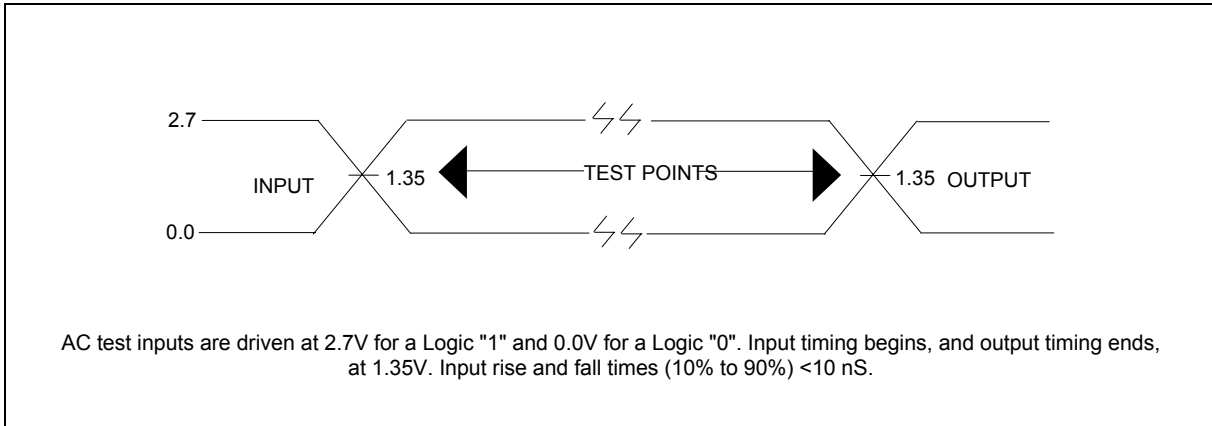 2.7
INPUT
1.35
TEST POINTS
1.35
OUTPUT
0.0
AC test inputs are driven at 2.7V for a Logic "1" and 0.0V for a Logic "0". Input timing begins, and output timing ends,
at 1.35V. Input rise and fall times (10% to 90%) <10 nS.